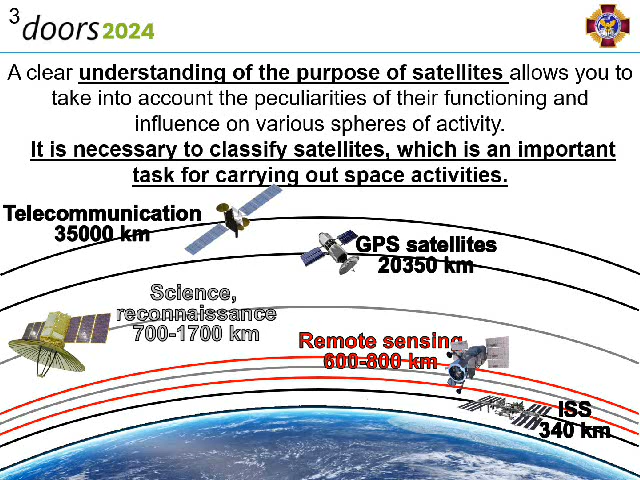 3
doors 2024
A clear understanding of the purpose of satellites allows you to
take into account the peculiarities of their functioning and
influence on various spheres of activity.
It is necessary to classify satellites, which is an important
task for carrying out space activities.
Telecommunication
35000 km
GPS satellites
20350 km
Science,
reconnaissance
700-1700 km
Remote sensing
600-800 km
ISS
340 km